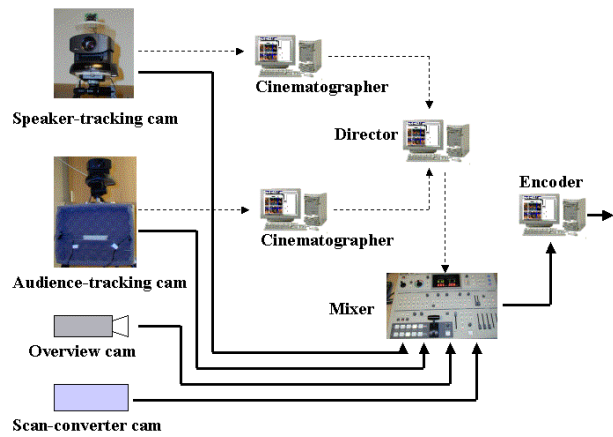 Cinematographer
Speaker-tracking cam
Director
Encoder
Cinematographer
Audience-tracking cam
Mixer
Overview cam
Scan-converter cam